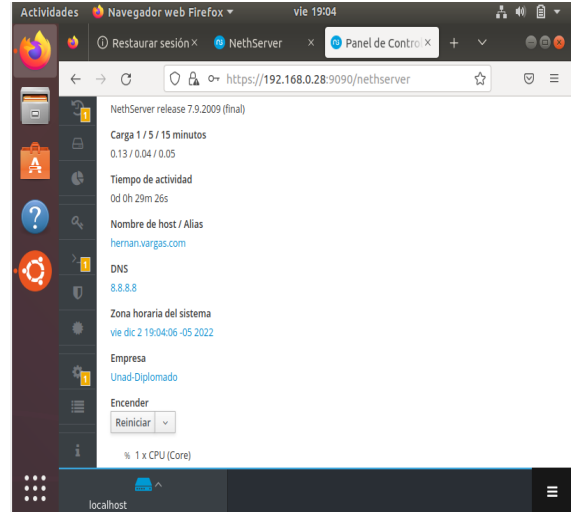 Actividades Navegador web Firefox vie 19:04
Restaurar sesión NethServer Panel de Control
https://192.168.0.28:9090/nethserver
NethServer release 7.9.2009 (final)
Carga 1 / 5 / 15 minutos
0.13 / 0.04 / 0.05
Tiempo de actividad
0d 0h 29m 26s
Nombre de host / Alias
hernan.vargas.com
DNS
8.8.8.8
Zona horaria del sistema
vie dic 2 19:04:06 -05 2022
Empresa
Unad-Diplomado
Encender
Reiniciar
% 1 x CPU (Core)
localhost
1
1
1